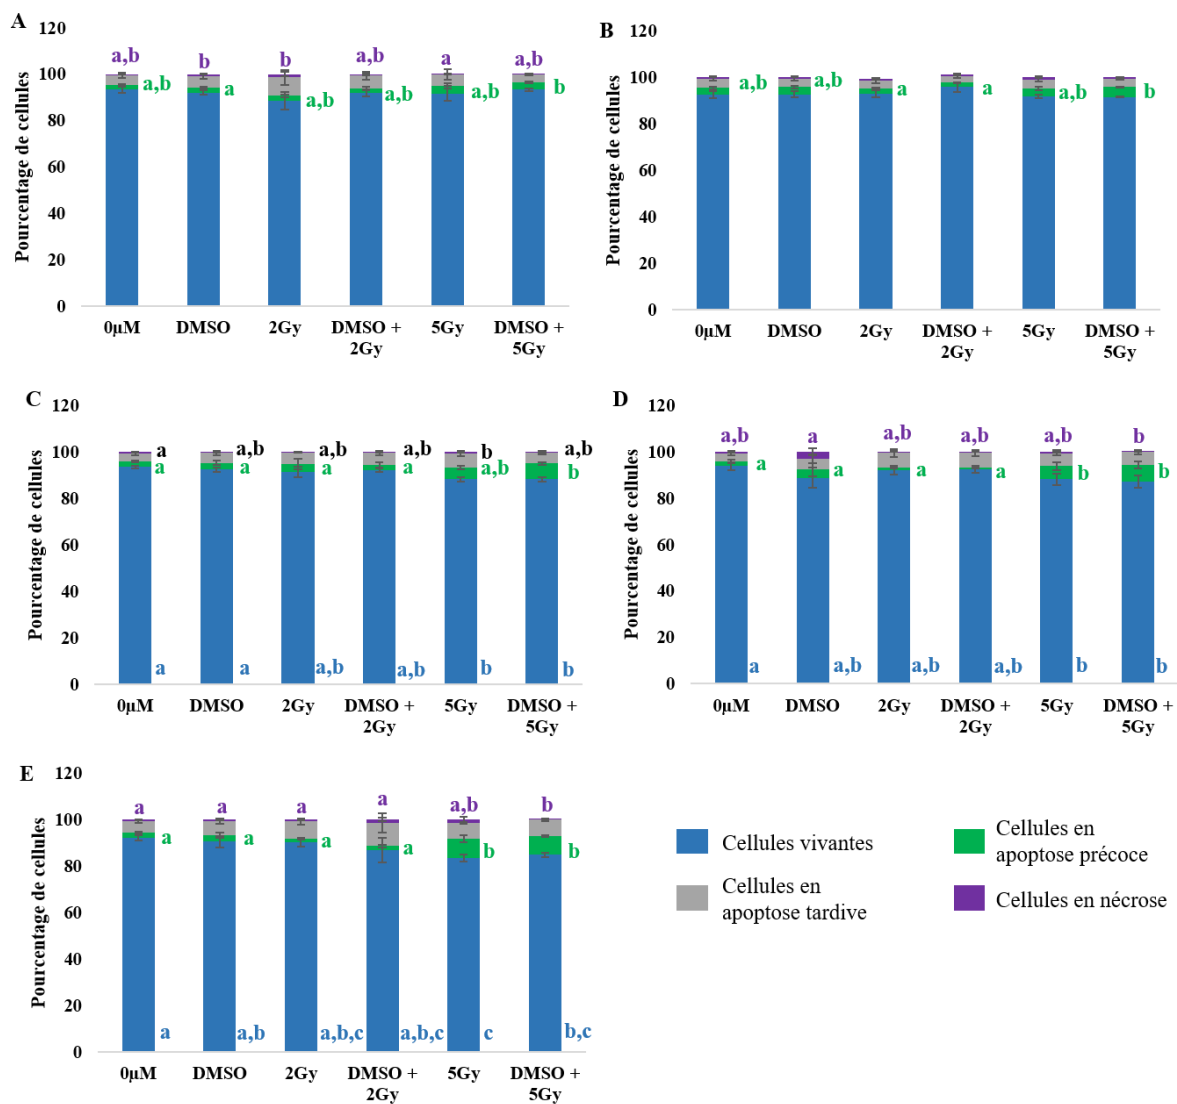 A
120
100
80
60
40
20
0
Pourcentage de cellules
a,b b b a,b a a,b
a,b a a,b a,b a,b b
0µM DMSO 2Gy DMSO + 2Gy 5Gy DMSO + 5Gy
B
120
100
80
60
40
20
0
Pourcentage de cellules
a,b a,b a a a,b b
0µM DMSO 2Gy DMSO + 2Gy 5Gy DMSO + 5Gy
C
120
100
80
60
40
20
0
Pourcentage de cellules
a a,b a,b a,b b a,b
a a a a a,b b
a a a,b a,b b b
0µM DMSO 2Gy DMSO + 2Gy 5Gy DMSO + 5Gy
D
120
100
80
60
40
20
0
Pourcentage de cellules
a,b a a,b a,b a,b b
a a a a b b
a a,b a,b a,b b b
0µM DMSO 2Gy DMSO + 2Gy 5Gy DMSO + 5Gy
E
120
100
80
60
40
20
0
Pourcentage de cellules
a a a a a,b b
a a a a b b
a a,b a,b,c a,b,c c b,c
0µM DMSO 2Gy DMSO + 2Gy 5Gy DMSO + 5Gy
Cellules vivantes
Cellules en
apoptose précoce
Cellules en
apoptose tardive
Cellules en nécrose